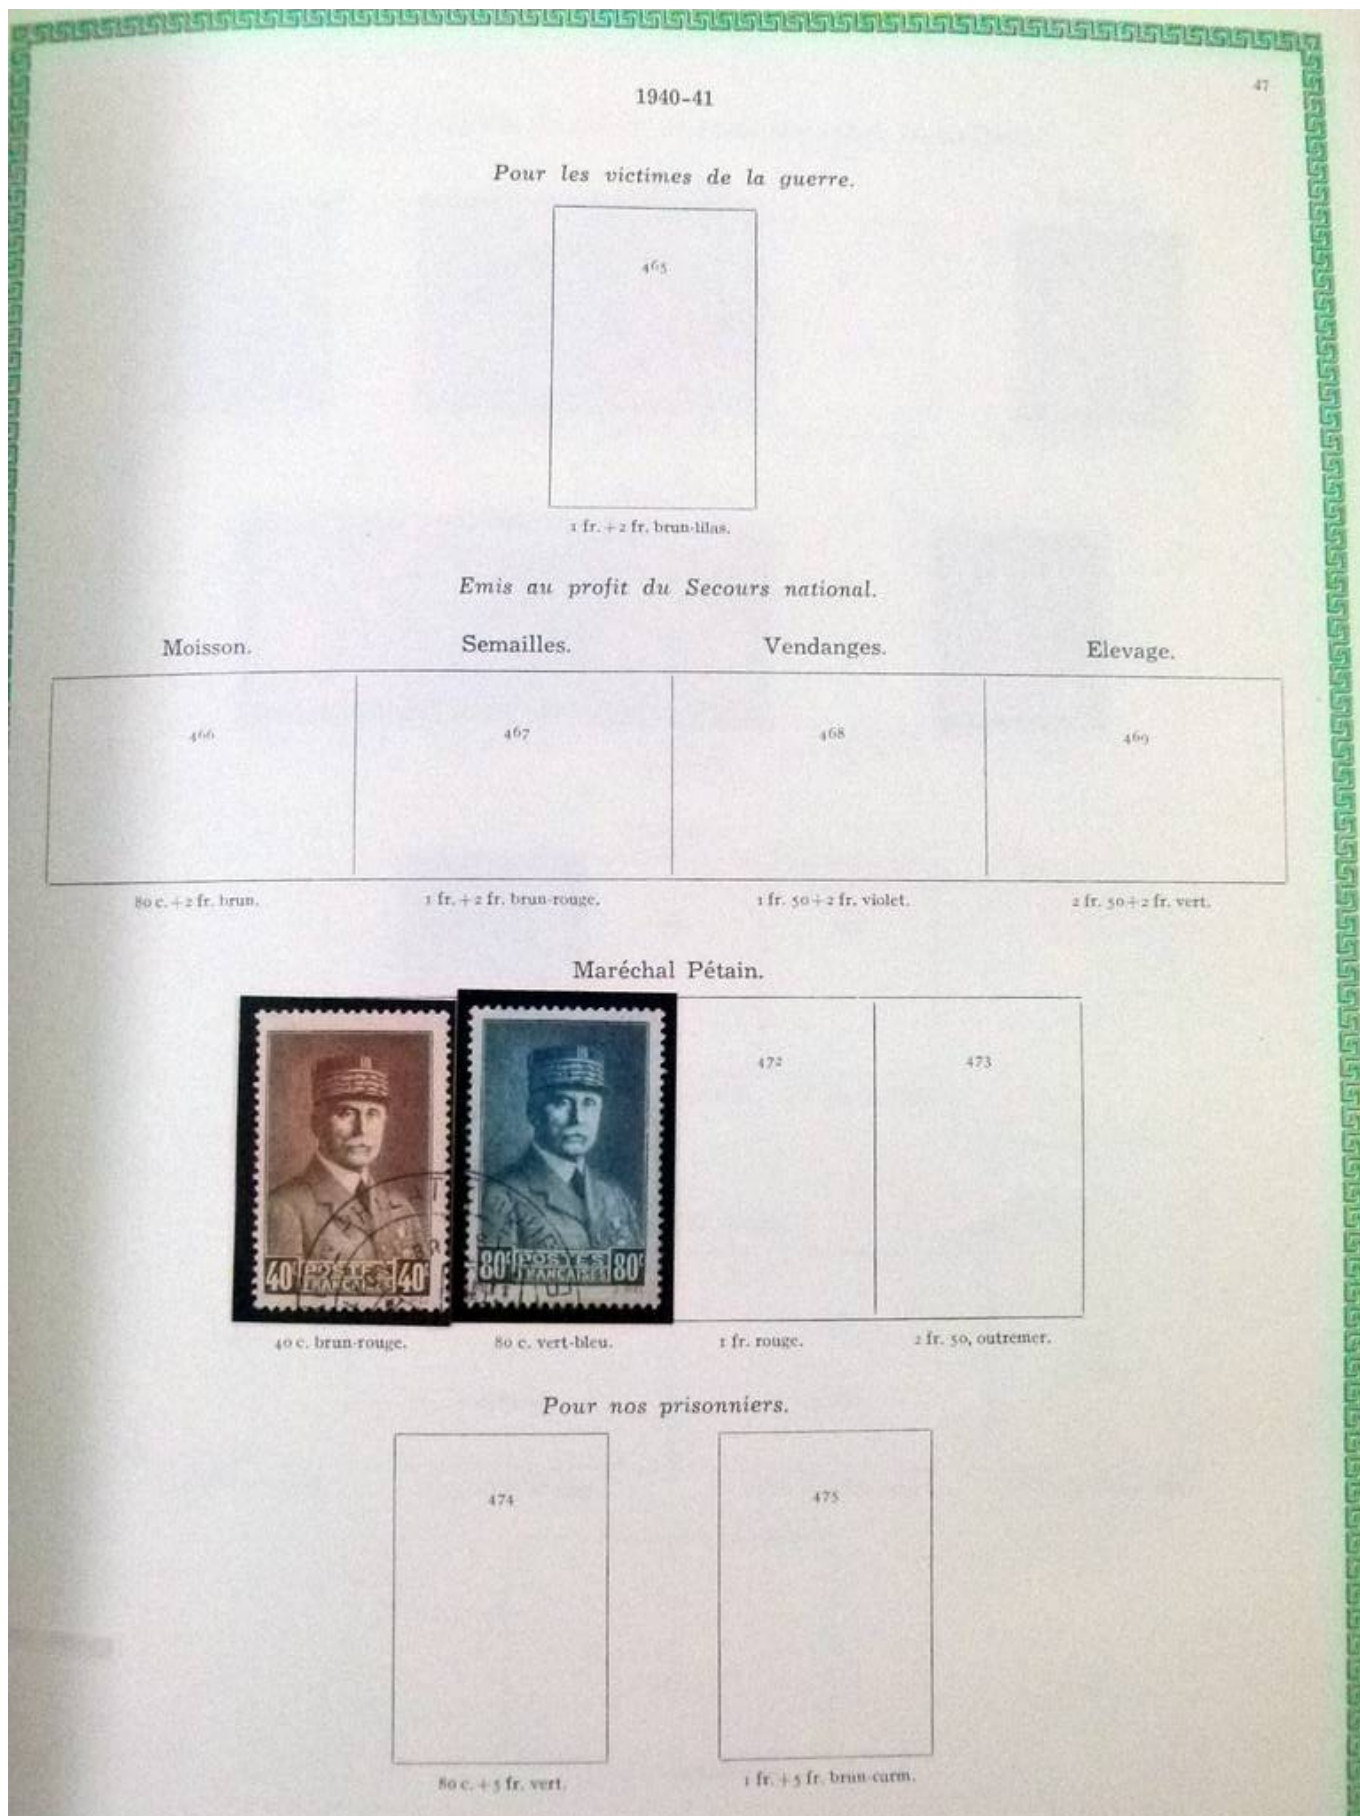 47
1940-41
Pour les victimes de la guerre.
465
1 fr. + 2 fr. brun-lilas.
Emis au profit du Secours national.
Moisson. Semailles. Vendanges. Elevage.
466 467 468 469
80 c. + 2 fr. brun. 1 fr. + 2 fr. brun-rouge. 1 fr. 50 + 2 fr. violet. 2 fr. 50 + 2 fr. vert.
Maréchal Pétain.
472 473
40c POSTES FRANÇAISES 40c
80c POSTES FRANÇAISES 80c
40 c. brun-rouge. 80 c. vert-bleu. 1 fr. rouge. 2 fr. 50, outremer.
Pour nos prisonniers.
474 475
80 c. + 5 fr. vert. 1 fr. + 5 fr. brun-carm.